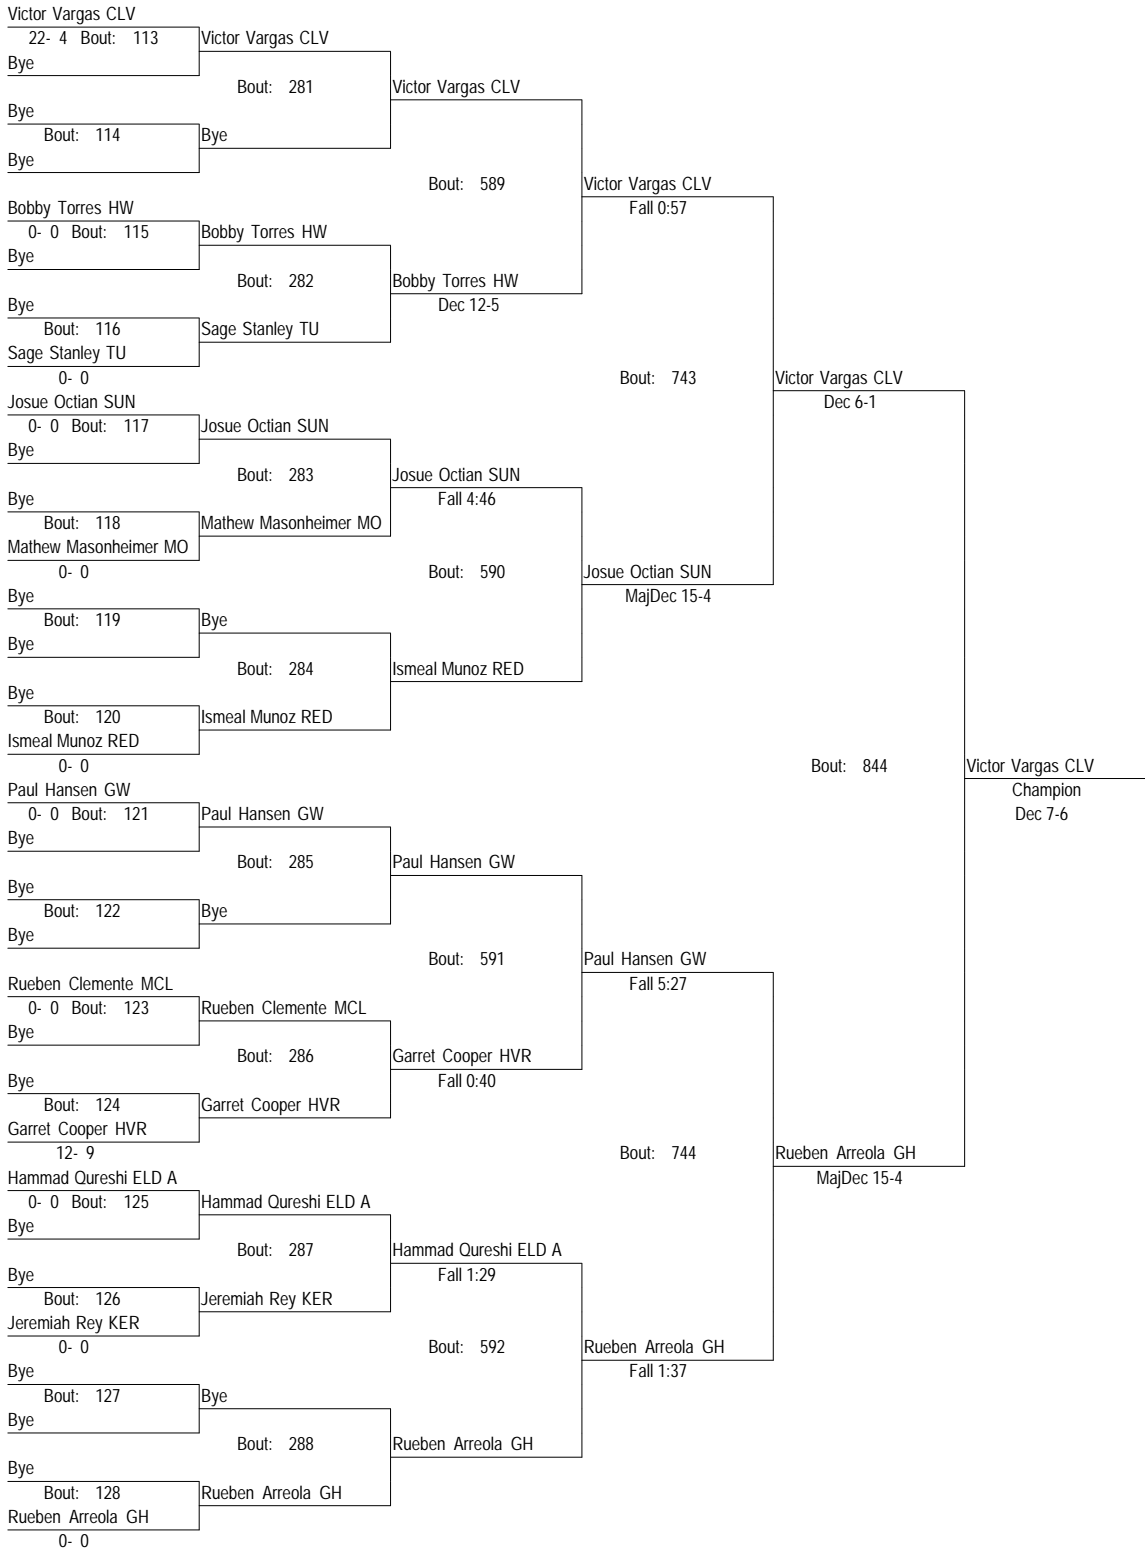 Victor Vargas CLV
22- 4 Bout: 113 Victor Vargas CLV
Bye
Bout: 281 Victor Vargas CLV
Bye
Bout: 114 Bye
Bye
Bout: 589 Victor Vargas CLV
Bobby Torres HW Fall 0:57
0- 0 Bout: 115 Bobby Torres HW
Bye
Bout: 282 Bobby Torres HW
Bye Dec 12-5
Bout: 116 Sage Stanley TU
Sage Stanley TU
0- 0 Bout: 743 Victor Vargas CLV
Josue Octian SUN Dec 6-1
0- 0 Bout: 117 Josue Octian SUN
Bye
Bout: 283 Josue Octian SUN
Bye Fall 4:46
Bout: 118 Mathew Masonheimer MO
Mathew Masonheimer MO
0- 0 Bout: 590 Josue Octian SUN
Bye MajDec 15-4
Bout: 119 Bye
Bye
Bout: 284 Ismeal Munoz RED
Bye
Bout: 120 Ismeal Munoz RED
Ismeal Munoz RED
0- 0 Bout: 844 Victor Vargas CLV
Paul Hansen GW Champion
0- 0 Bout: 121 Paul Hansen GW Dec 7-6
Bye
Bout: 285 Paul Hansen GW
Bye
Bout: 122 Bye
Bye
Bout: 591 Paul Hansen GW
Rueben Clemente MCL Fall 5:27
0- 0 Bout: 123 Rueben Clemente MCL
Bye
Bout: 286 Garret Cooper HVR
Bye Fall 0:40
Bout: 124 Garret Cooper HVR
Garret Cooper HVR
12- 9 Bout: 744 Rueben Arreola GH
Hammad Qureshi ELD A MajDec 15-4
0- 0 Bout: 125 Hammad Qureshi ELD A
Bye
Bout: 287 Hammad Qureshi ELD A
Bye Fall 1:29
Bout: 126 Jeremiah Rey KER
Jeremiah Rey KER
0- 0 Bout: 592 Rueben Arreola GH
Bye Fall 1:37
Bout: 127 Bye
Bye
Bout: 288 Rueben Arreola GH
Bye
Bout: 128 Rueben Arreola GH
Rueben Arreola GH
0- 0